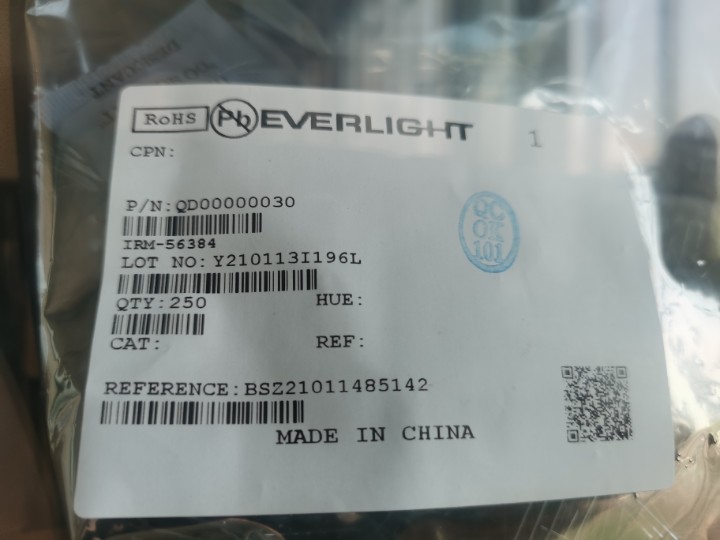 RoHS Pb EVERLIGHT 1
CPN:
P/N:QD00000030
IRM-56384
LOT NO:Y210113I196L
QTY:250 HUE:
CAT: REF:
REFERENCE:BSZ21011485142
MADE IN CHINA
QC
OK
101